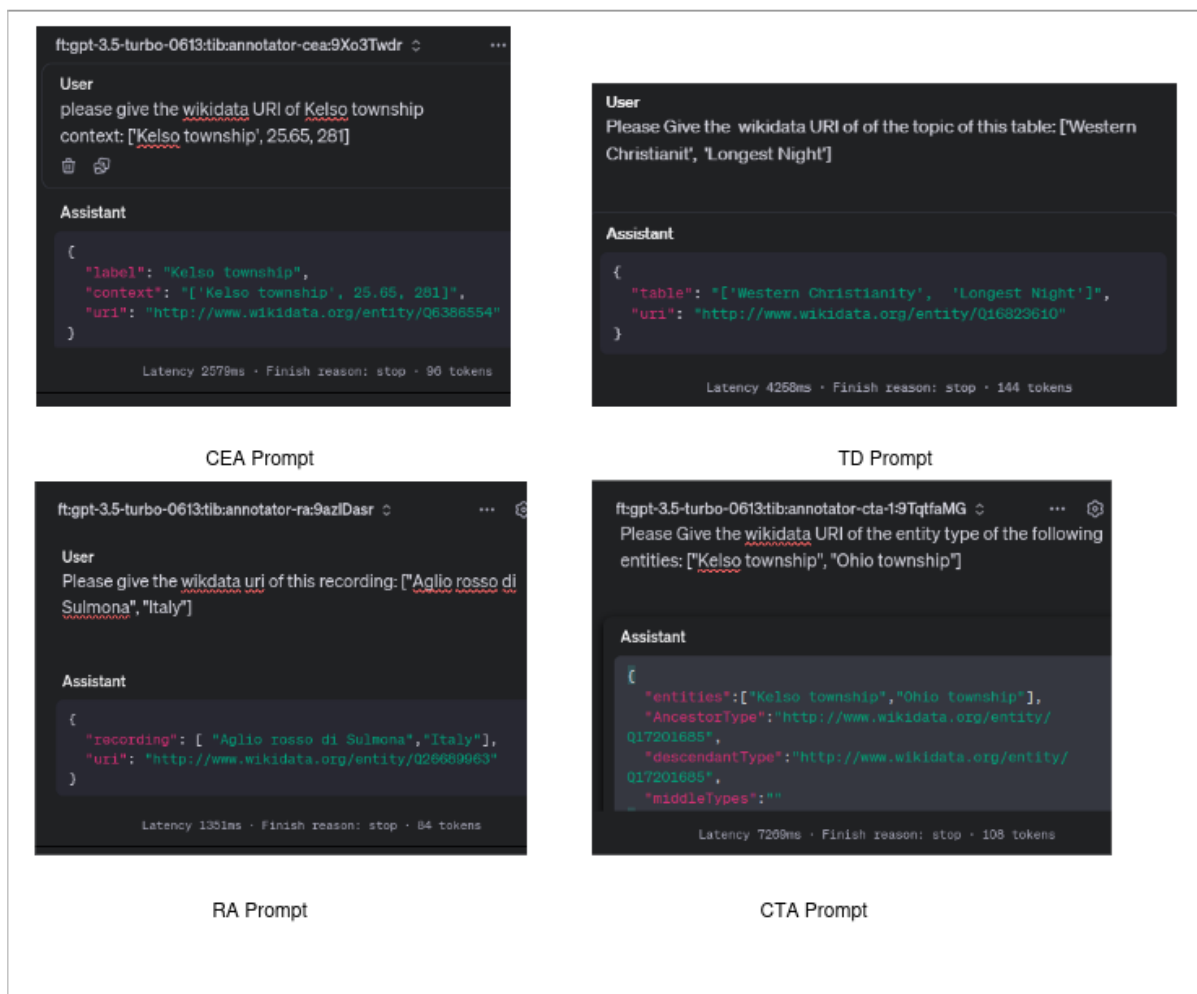 ft:gpt-3.5-turbo-0613:tib:annotator-cea:9Xo3Twdr
User
please give the wikidata URI of Kelso township
context: ['Kelso township', 25.65, 281]
Assistant
{
"label": "Kelso township",
"context": "['Kelso township', 25.65, 281]",
"uri": "http://www.wikidata.org/entity/Q6386554"
}
Latency 2579ms · Finish reason: stop · 96 tokens
CEA Prompt
User
Please Give the wikidata URI of of the topic of this table: ['Western
Christianit', 'Longest Night']
Assistant
{
"table": "['Western Christianity', 'Longest Night']",
"uri": "http://www.wikidata.org/entity/Q16823610"
}
Latency 4258ms · Finish reason: stop · 144 tokens
TD Prompt
ft:gpt-3.5-turbo-0613:tib:annotator-ra:9azIDasr
User
Please give the wikdata uri of this recording: ["Aglio rosso di
Sulmona", "Italy"]
Assistant
{
"recording": [ "Aglio rosso di Sulmona","Italy"],
"uri": "http://www.wikidata.org/entity/Q26689963"
}
Latency 1351ms · Finish reason: stop · 84 tokens
RA Prompt
ft:gpt-3.5-turbo-0613:tib:annotator-cta-1:9TqtfaMG
Please Give the wikidata URI of the entity type of the following
entities: ["Kelso township", "Ohio township"]
Assistant
{
"entities":["Kelso township","Ohio township"],
"AncestorType":"http://www.wikidata.org/entity/
Q17201685",
"descendantType":"http://www.wikidata.org/entity/
Q17201685",
"middleTypes":""
Latency 7269ms · Finish reason: stop · 108 tokens
CTA Prompt